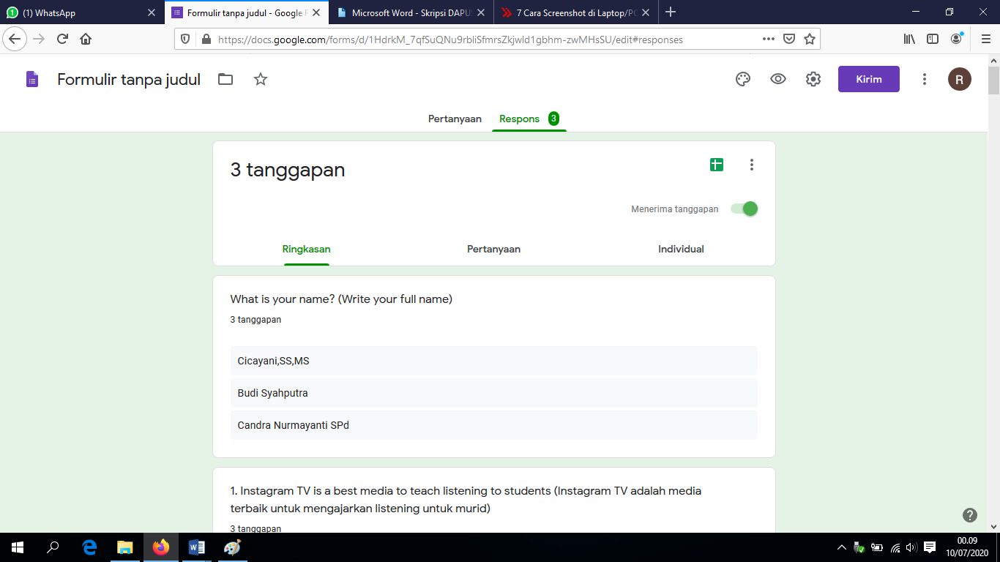 (1) WhatsApp
Formulir tanpa judul - Google F
Microsoft Word - Skripsi DAPUS
7 Cara Screenshot di Laptop/PC
https://docs.google.com/forms/d/1HdrkM_7qfSuQNu9rbliSfmrsZkjwld1gbhm-zwMHsSU/edit#responses
Formulir tanpa judul
Kirim
R
Pertanyaan
Respons 3
3 tanggapan
Menerima tanggapan
Ringkasan
Pertanyaan
Individual
What is your name? (Write your full name)
3 tanggapan
Cicayani,SS,MS
Budi Syahputra
Candra Nurmayanti SPd
1. Instagram TV is a best media to teach listening to students (Instagram TV adalah media
terbaik untuk mengajarkan listening untuk murid)
3 tanggapan
00.09
10/07/2020